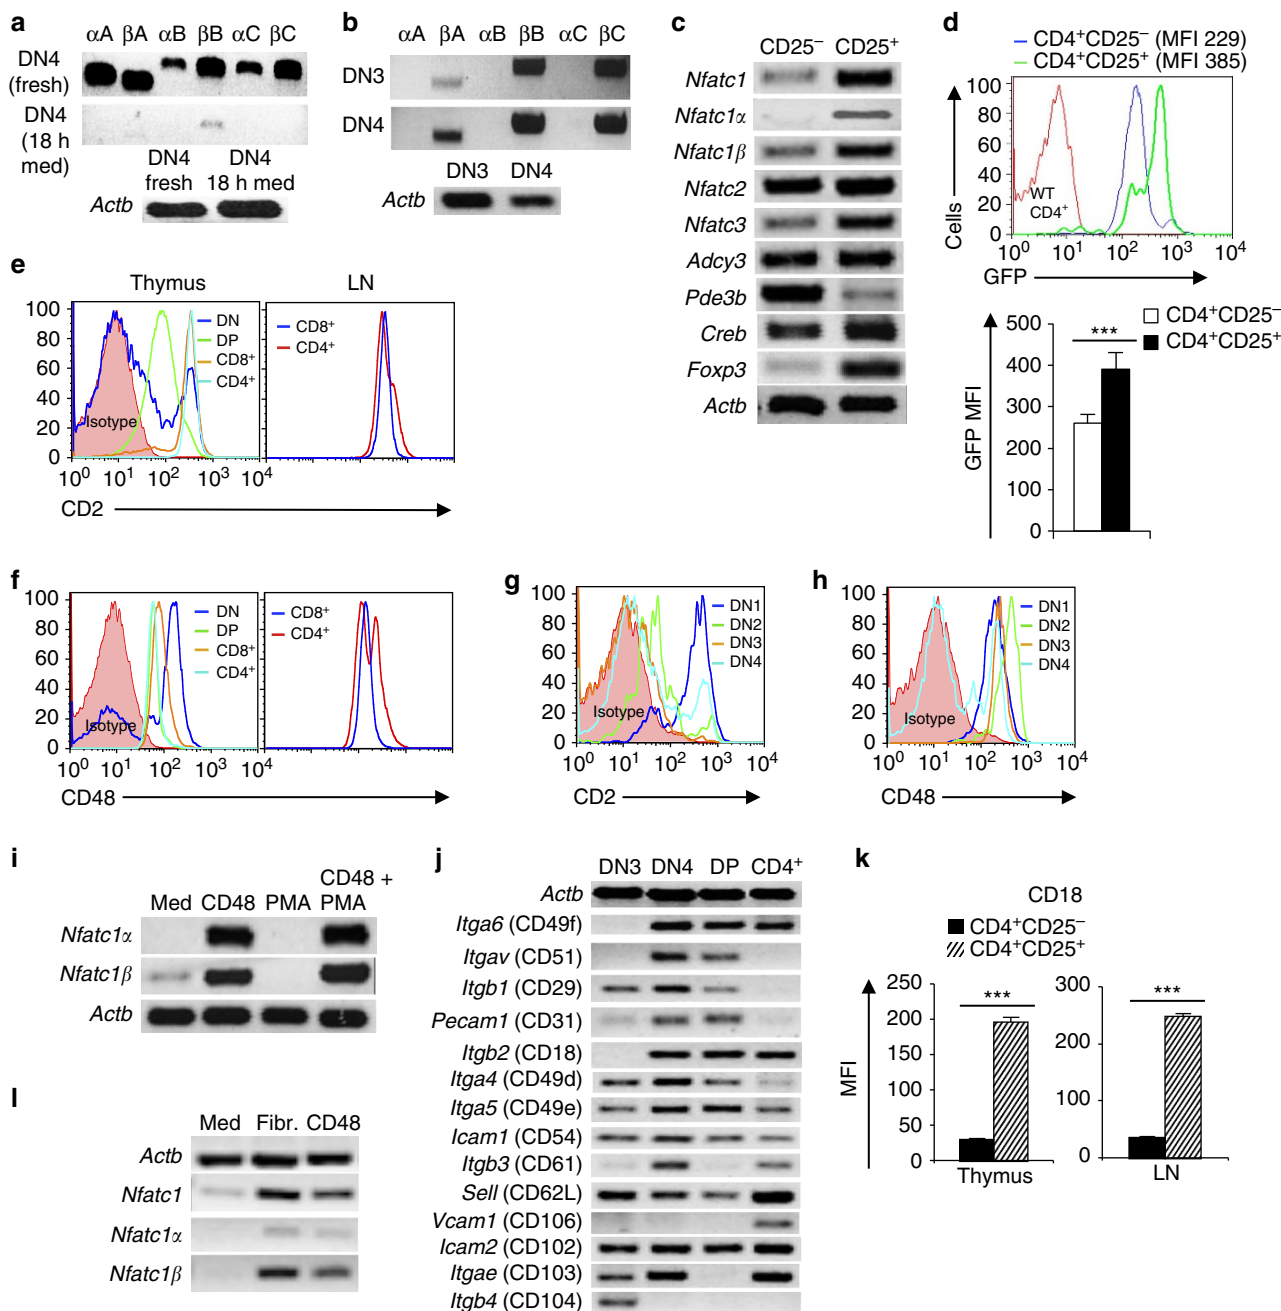 a
αA βA αB βB αC βC
DN4
(fresh)
DN4
(18 h
med)
DN4
fresh
DN4
18 h med
Actb
b
αA βA αB βB αC βC
DN3
DN4
DN3 DN4
Actb
c
CD25⁻ CD25⁺
Nfatc1
Nfatc1α
Nfatc1β
Nfatc2
Nfatc3
Adcy3
Pde3b
Creb
Foxp3
Actb
d
CD4⁺CD25⁻ (MFI 229)
CD4⁺CD25⁺ (MFI 385)
100
80
60
40
20
0
Cells
WT
CD4⁺
10⁰ 10¹ 10² 10³ 10⁴
GFP
CD4⁺CD25⁻
CD4⁺CD25⁺
***
500
400
300
200
100
0
GFP MFI
e
Thymus LN
100
80
60
40
20
0
DN
DP
CD8⁺
CD4⁺
Isotype
CD8⁺
CD4⁺
10⁰ 10¹ 10² 10³ 10⁴ 10⁰ 10¹ 10² 10³ 10⁴
CD2
f
100
80
60
40
20
0
DN
DP
CD8⁺
CD4⁺
Isotype
CD8⁺
CD4⁺
10⁰ 10¹ 10² 10³ 10⁴ 10⁰ 10¹ 10² 10³ 10⁴
CD48
g
100
80
60
40
20
0
DN1
DN2
DN3
DN4
Isotype
10⁰ 10¹ 10² 10³ 10⁴
CD2
h
100
80
60
40
20
0
DN1
DN2
DN3
DN4
Isotype
10⁰ 10¹ 10² 10³ 10⁴
CD48
i
Med CD48 PMA CD48 + PMA
Nfatc1α
Nfatc1β
Actb
j
DN3 DN4 DP CD4⁺
Actb
Itga6 (CD49f)
Itgav (CD51)
Itgb1 (CD29)
Pecam1 (CD31)
Itgb2 (CD18)
Itga4 (CD49d)
Itga5 (CD49e)
Icam1 (CD54)
Itgb3 (CD61)
Sell (CD62L)
Vcam1 (CD106)
Icam2 (CD102)
Itgae (CD103)
Itgb4 (CD104)
k
CD18
CD4⁺CD25⁻
CD4⁺CD25⁺
MFI
250
200
150
100
50
0
***
Thymus
300
200
100
0
***
LN
l
Med Fibr. CD48
Actb
Nfatc1
Nfatc1α
Nfatc1β